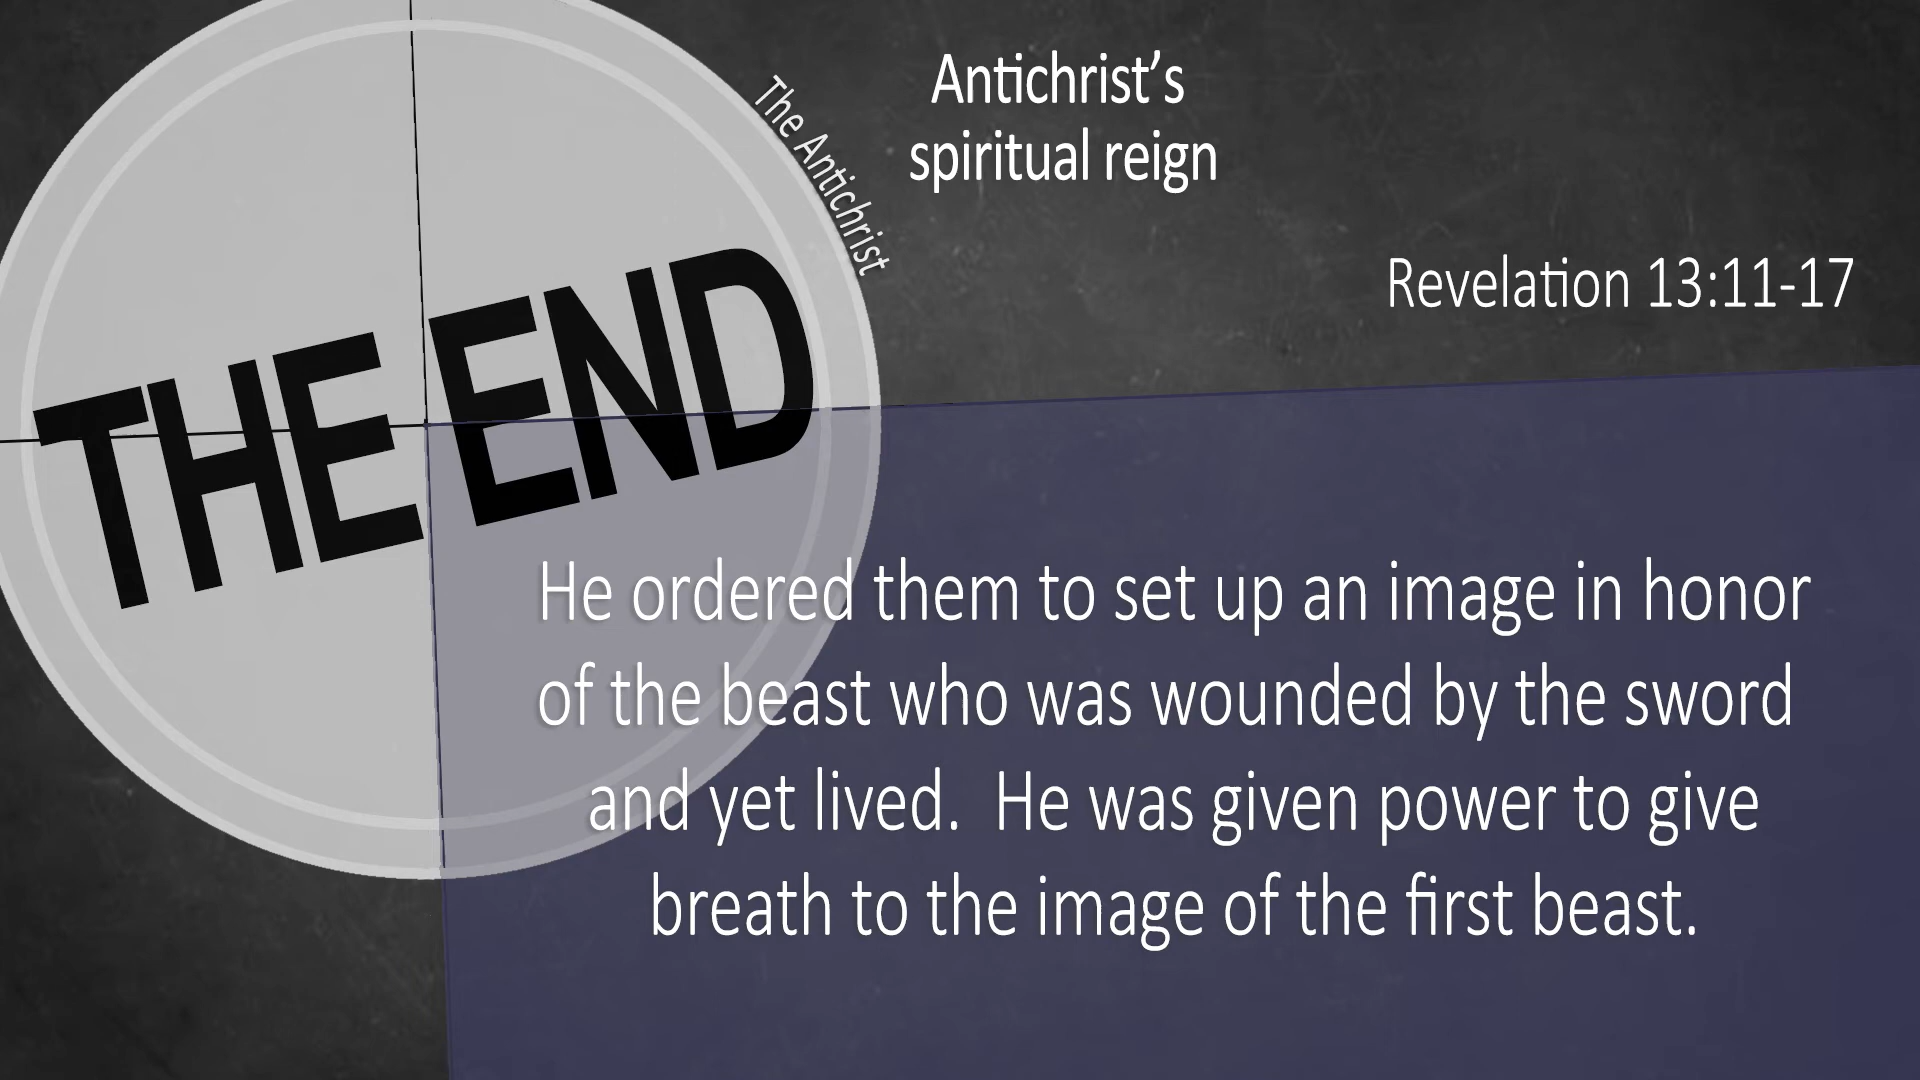 THE END
The Antichrist
Antichrist’s
spiritual reign
Revelation 13:11-17
He ordered them to set up an image in honor
of the beast who was wounded by the sword
and yet lived.  He was given power to give
breath to the image of the first beast.